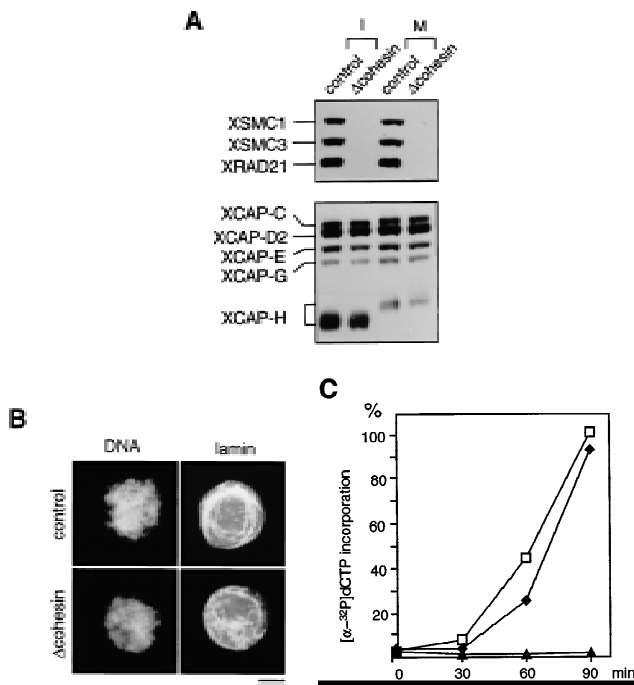 A
I M
control Δcohesin control Δcohesin
XSMC1
XSMC3
XRAD21
XCAP-C
XCAP-D2
XCAP-E
XCAP-G
XCAP-H
B
DNA lamin
control
Δcohesin
C
%
100
80
60
40
20
[α-³²P]dCTP incorporation
0 30 60 90 min